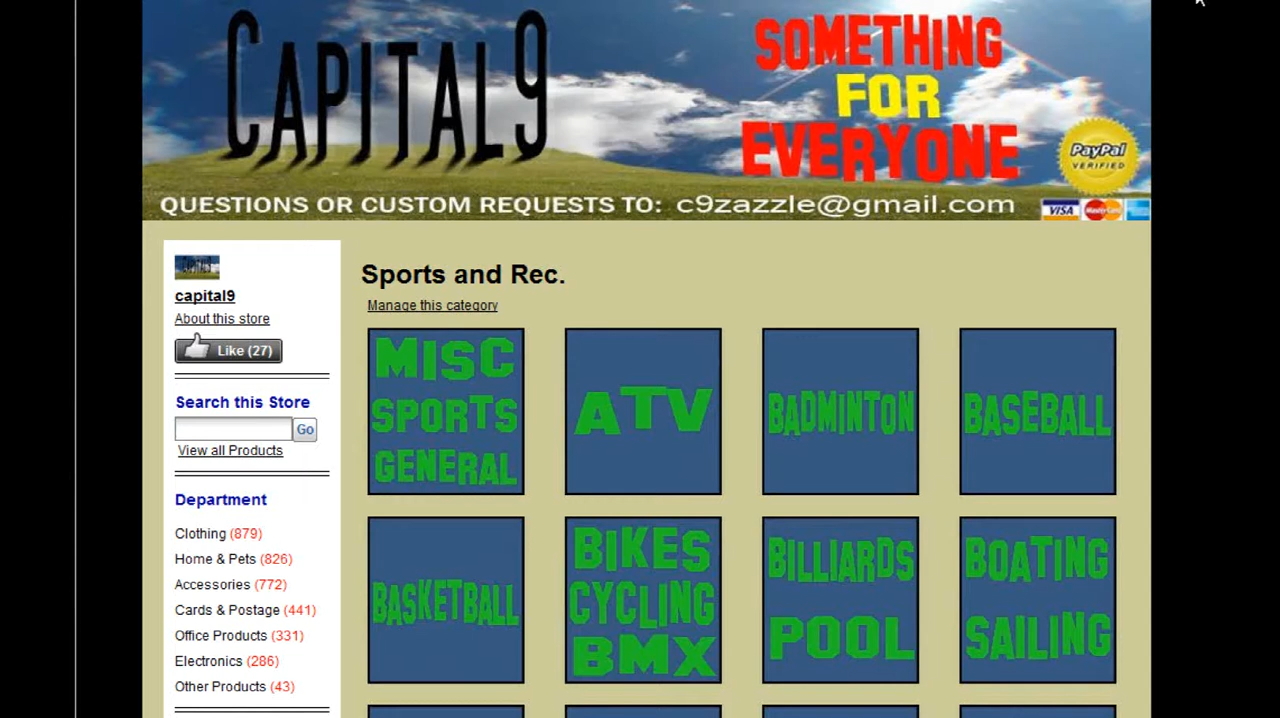 CAPITAL9
SOMETHING
FOR
EVERYONE
PayPal
VERIFIED
QUESTIONS OR CUSTOM REQUESTS TO: c9zazzle@gmail.com
VISA MasterCard
capital9
About this store
Like (27)
Search this Store
Go
View all Products
Department
Clothing (879)
Home & Pets (826)
Accessories (772)
Cards & Postage (441)
Office Products (331)
Electronics (286)
Other Products (43)
Sports and Rec.
Manage this category
MISC
SPORTS
GENERAL
ATV
BADMINTON
BASEBALL
BASKETBALL
BIKES
CYCLING
BMX
BILLIARDS
POOL
BOATING
SAILING